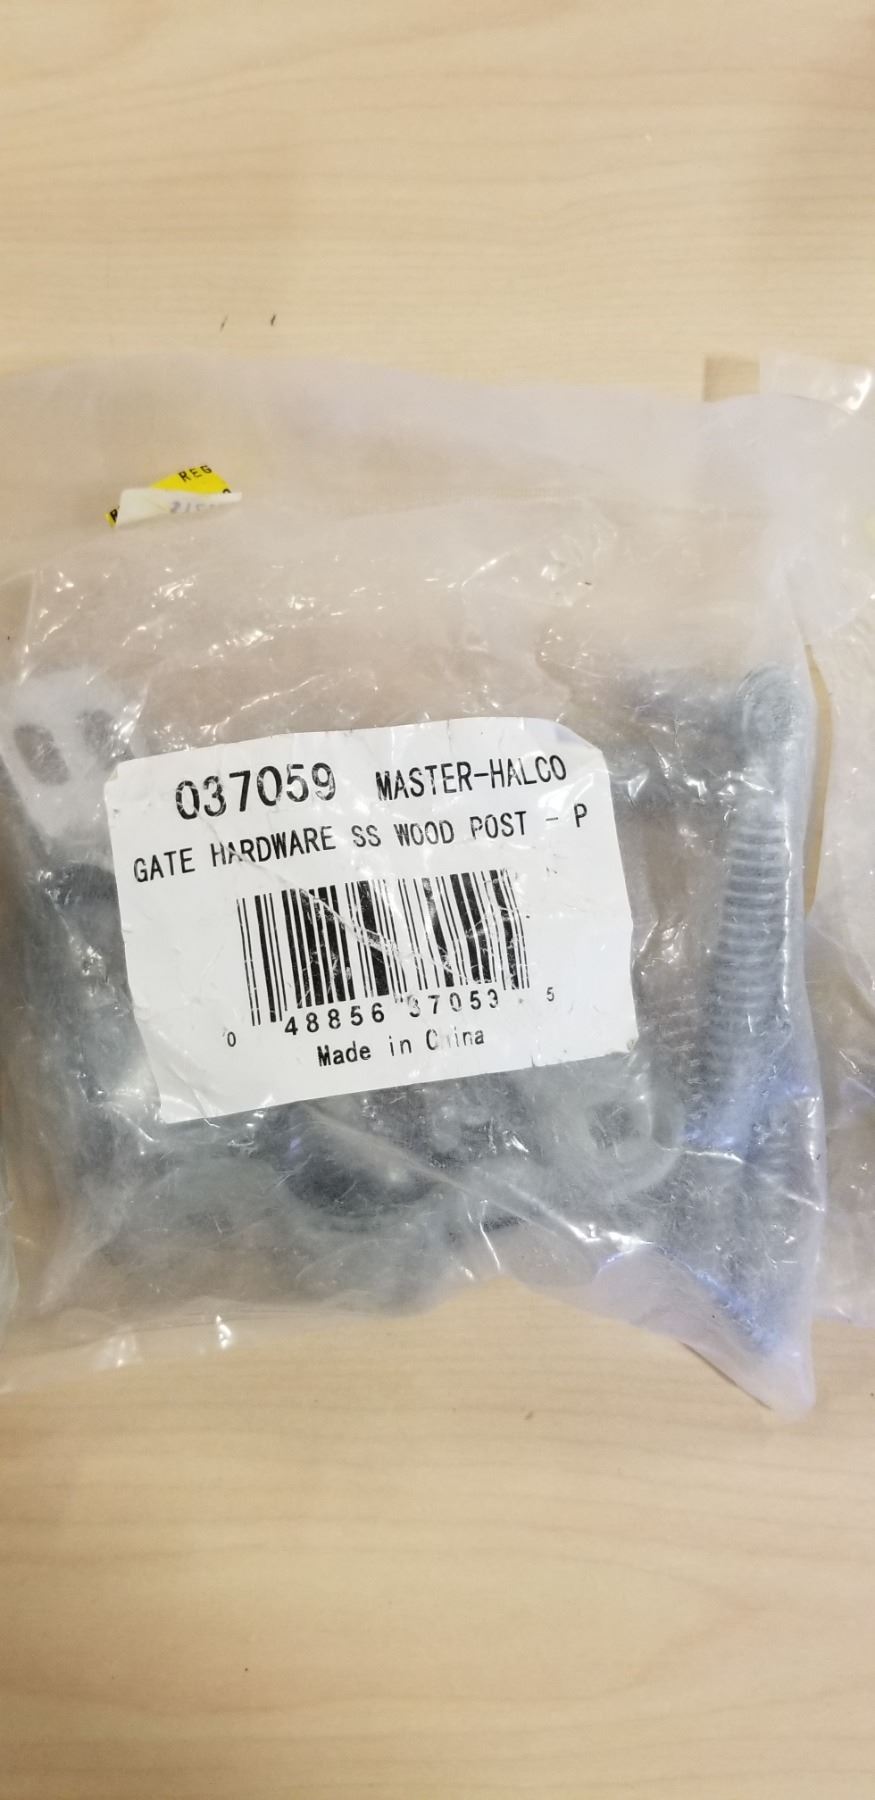 REG
037059 MASTER-HALCO
GATE HARDWARE SS WOOD POST - P
0 48856 37053 5
Made in China